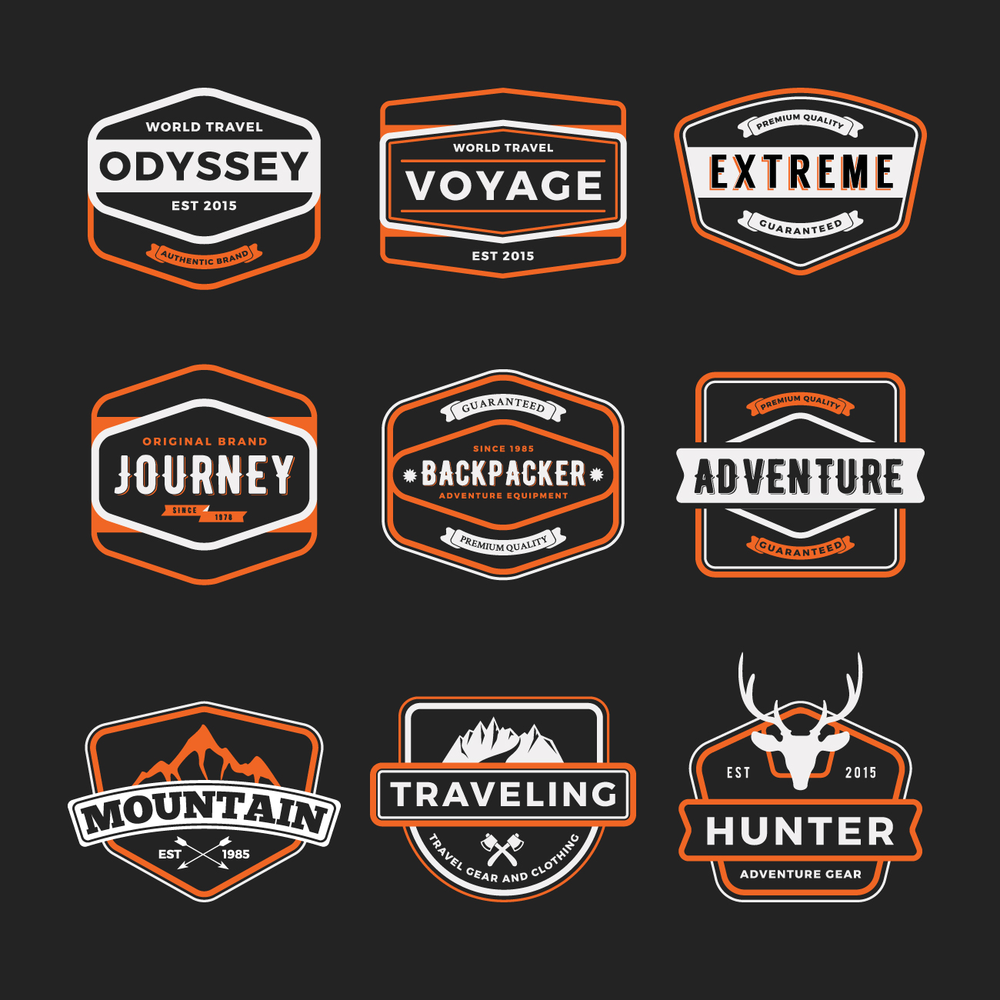 WORLD TRAVEL
ODYSSEY
EST 2015
AUTHENTIC BRAND
WORLD TRAVEL
VOYAGE
EST 2015
PREMIUM QUALITY
EXTREME
GUARANTEED
ORIGINAL BRAND
JOURNEY
SINCE
1978
GUARANTEED
SINCE 1985
BACKPACKER
ADVENTURE EQUIPMENT
PREMIUM QUALITY
PREMIUM QUALITY
ADVENTURE
GUARANTEED
MOUNTAIN
EST 1985
TRAVELING
TRAVEL GEAR AND CLOTHING
EST 2015
HUNTER
ADVENTURE GEAR